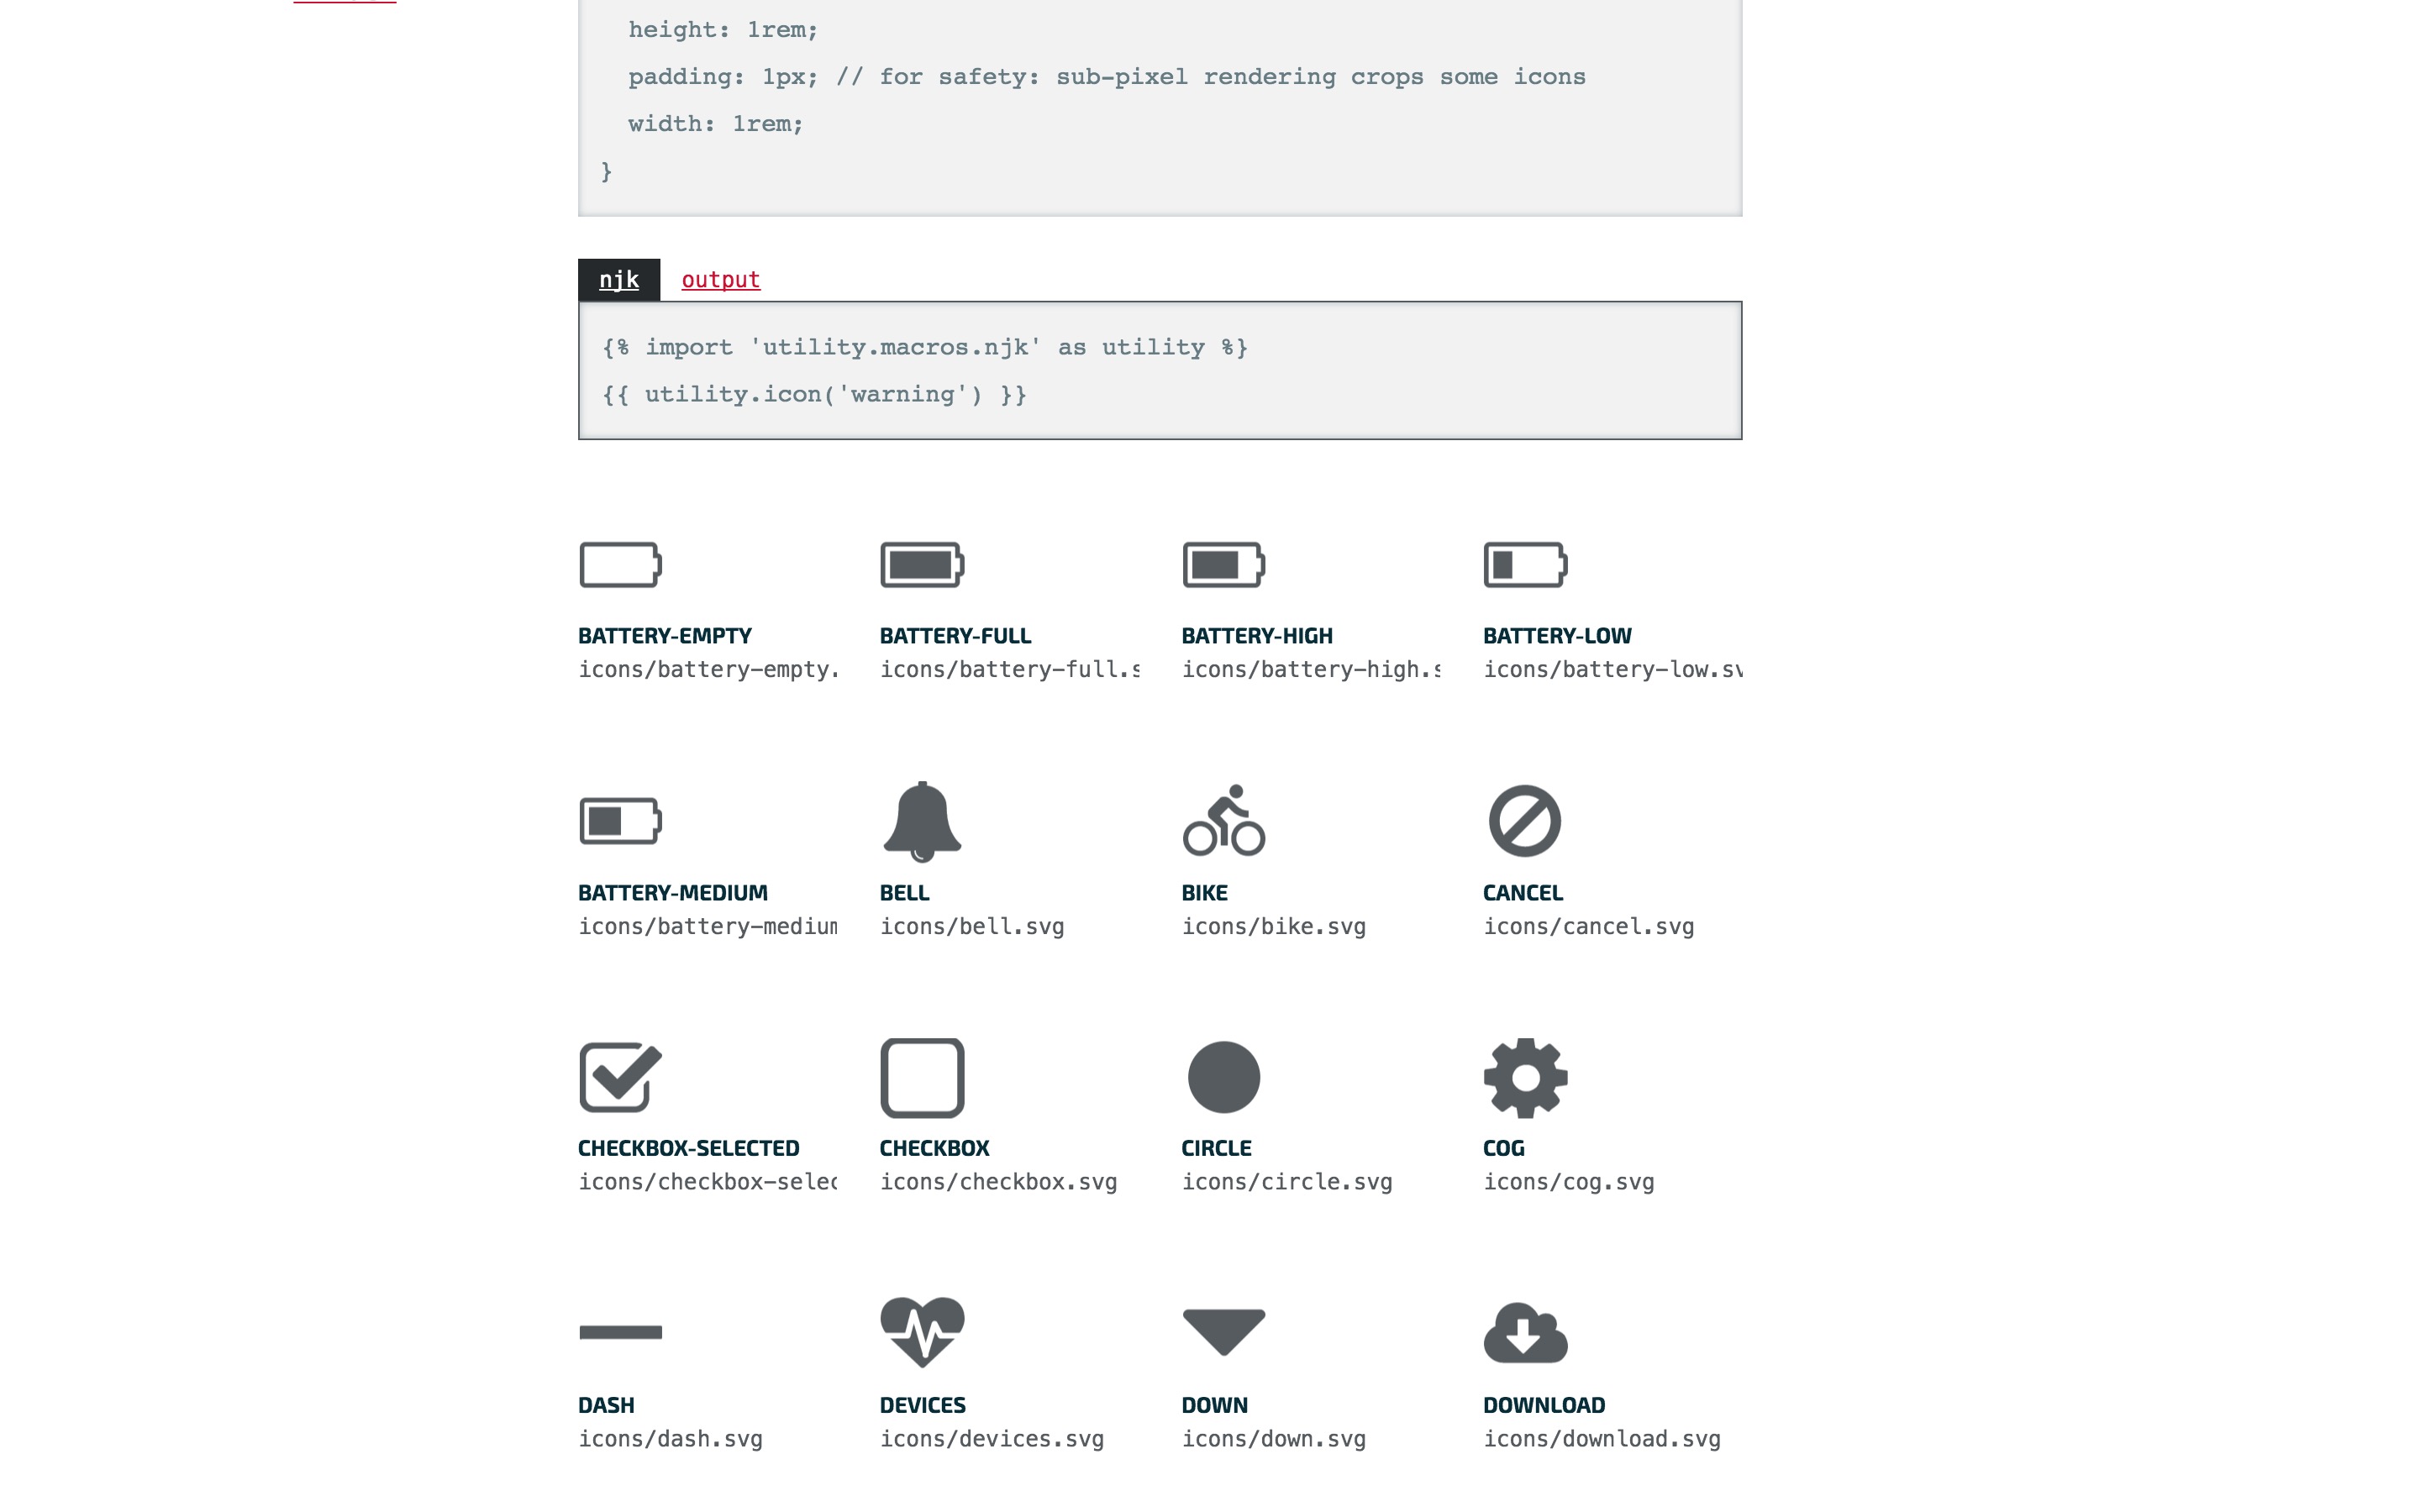 height: 1rem;
padding: 1px; // for safety: sub-pixel rendering crops some icons
width: 1rem;
}
njk output
{% import 'utility.macros.njk' as utility %}
{{ utility.icon('warning') }}
BATTERY-EMPTY BATTERY-FULL BATTERY-HIGH BATTERY-LOW
icons/battery-empty. icons/battery-full.s icons/battery-high.s icons/battery-low.sv
BATTERY-MEDIUM BELL BIKE CANCEL
icons/battery-medium icons/bell.svg icons/bike.svg icons/cancel.svg
CHECKBOX-SELECTED CHECKBOX CIRCLE COG
icons/checkbox-selec icons/checkbox.svg icons/circle.svg icons/cog.svg
DASH DEVICES DOWN DOWNLOAD
icons/dash.svg icons/devices.svg icons/down.svg icons/download.svg